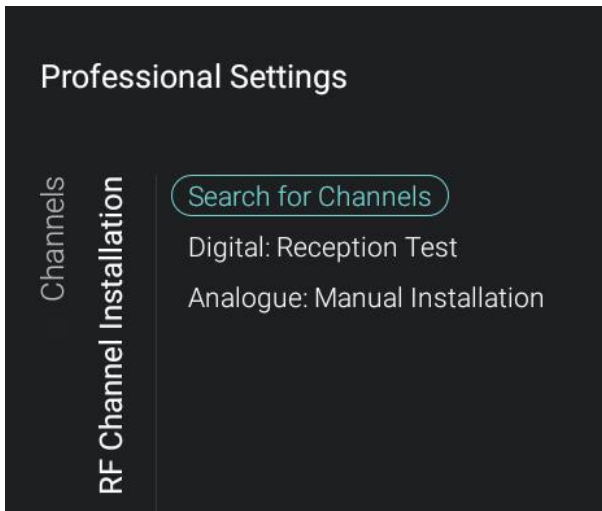 Professional Settings
Channels
RF Channel Installation
Search for Channels
Digital: Reception Test
Analogue: Manual Installation